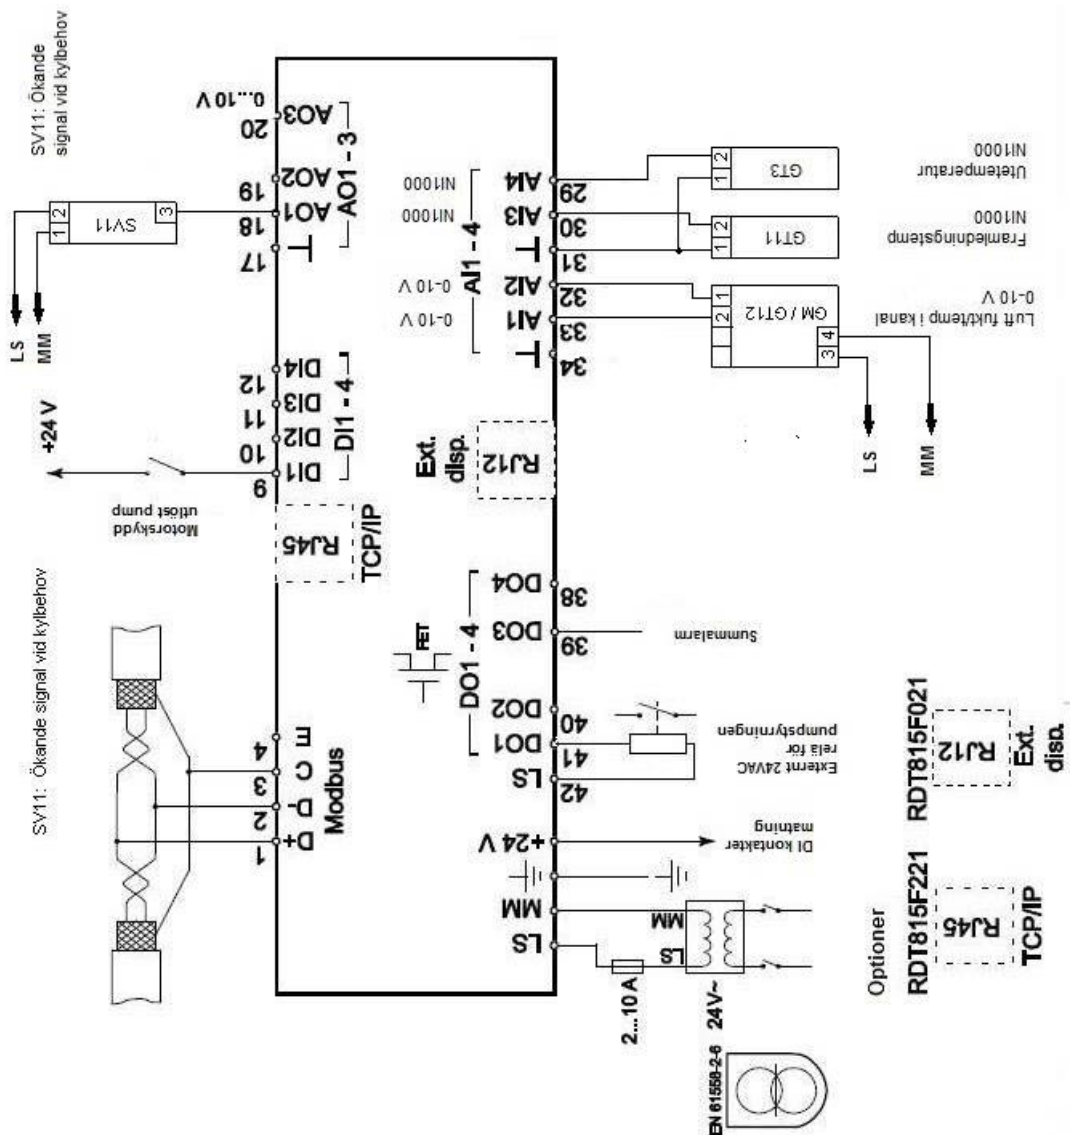 SV11: Ökande
signal vid kylbehov
LS
MM
2
1
SV11
3
0...10 V
AO3
20
AO2
19
AO1
18
17
AO1 - 3
+24 V
DI4
12
DI3
11
DI2
10
DI1
9
DI1 - 4
Motorskydd
utlöst pump
RJ45
TCP/IP
SV11: Ökande signal vid kylbehov
E
4
C
3
D-
2
D+
1
Modbus
NI1000
NI1000
0-10 V
0-10 V
AI1 - 4
AI4
29
AI3
30
31
AI2
32
AI1
33
34
2
1
GT3
NI1000
Utetemperatur
2
1
GT11
NI1000
Framledningstemp
1
2
GM / GT12
4
3
0-10 V
Luft fukt/temp i kanal
LS
MM
Ext.
disp.
RJ12
FET
DO1 - 4
DO4
38
DO3
39
Summalarm
DO2
40
DO1
41
LS
42
Externt 24VAC
relä för
pumpstyrningen
+24 V
DI kontakter
matning
MM
LS
MM
LS
2...10 A
24 V~
EN 61558-2-6
Optioner
RDT815F221
RJ45
TCP/IP
RDT815F021
RJ12
Ext.
disp.